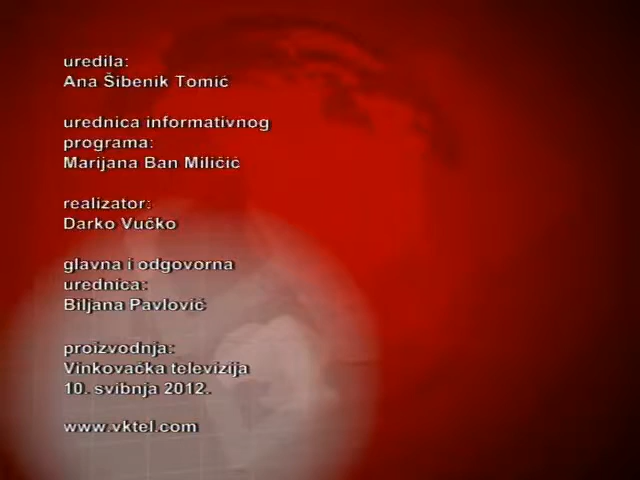 uredila:
Ana Šibenik Tomić
urednica informativnog
programa:
Marijana Ban Miličić
realizator:
Darko Vučko
glavna i odgovorna
urednica:
Biljana Pavlović
proizvodnja:
Vinkovačka televizija
10. svibnja 2012.
www.vktel.com